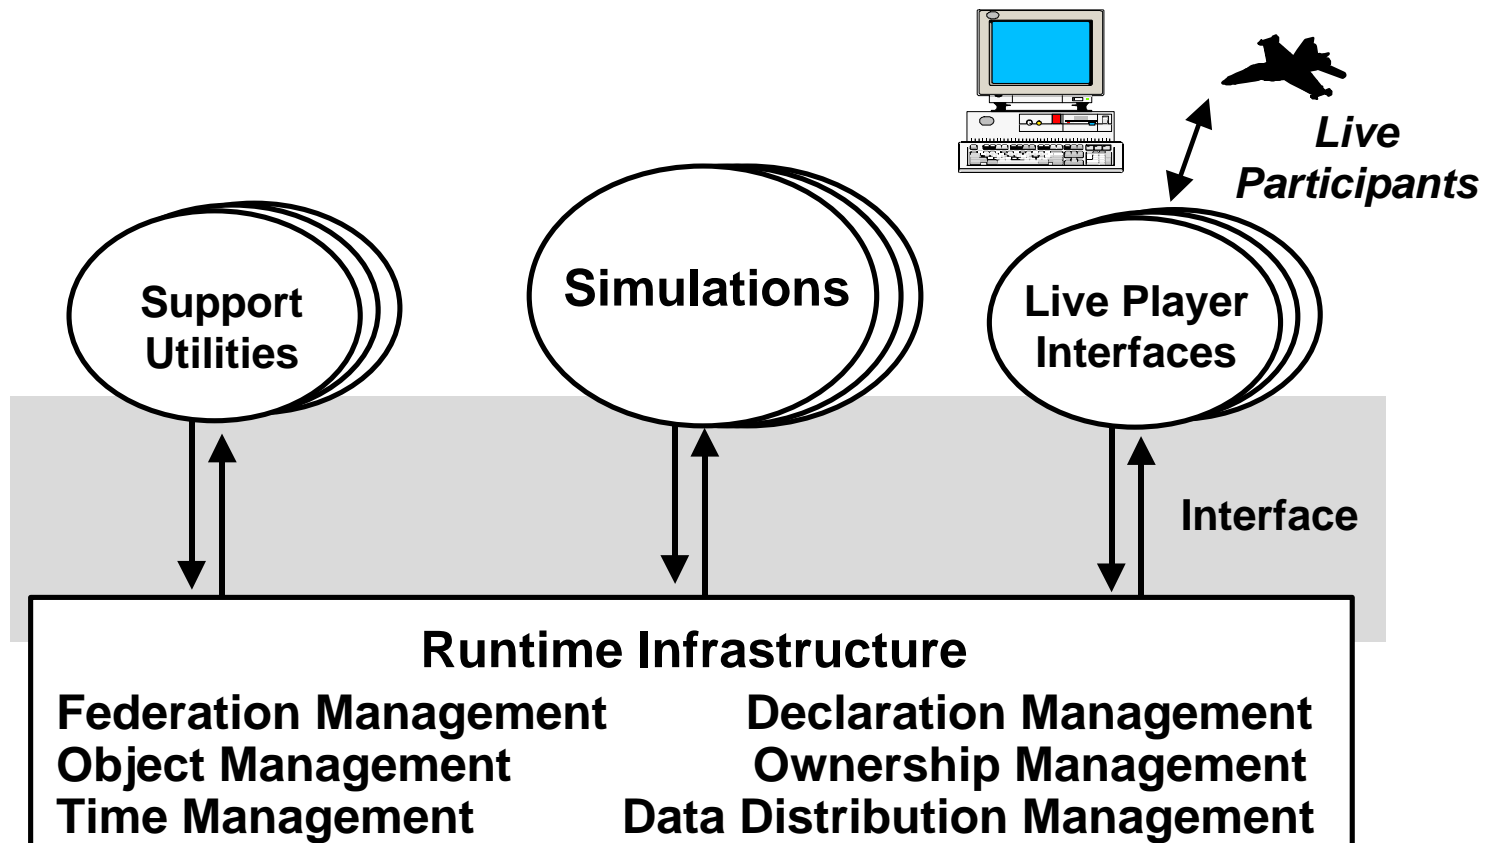 Live
Participants
Support
Utilities
Simulations
Live Player
Interfaces
Interface
Runtime Infrastructure
Federation Management
Declaration Management
Object Management
Ownership Management
Time Management
Data Distribution Management